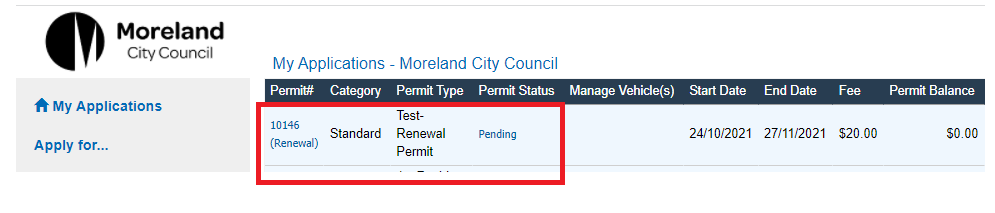 Moreland
City Council
My Applications - Moreland City Council
My Applications
Apply for...
Permit# Category Permit Type Permit Status Manage Vehicle(s) Start Date End Date Fee Permit Balance
10146 (Renewal) Standard Test-Renewal Permit Pending 24/10/2021 27/11/2021 $20.00 $0.00